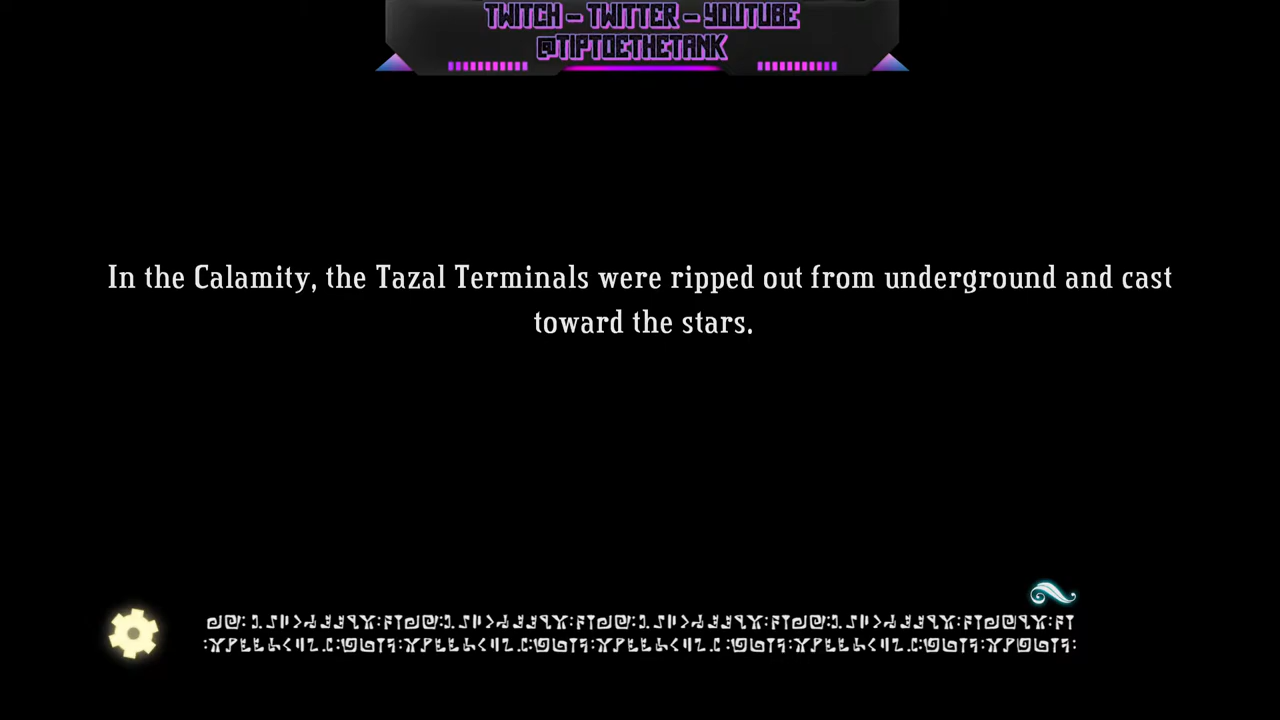 TWITCH – TWITTER – YOUTUBE
@TIPTOETHETANK
In the Calamity, the Tazal Terminals were ripped out from underground and cast
toward the stars.